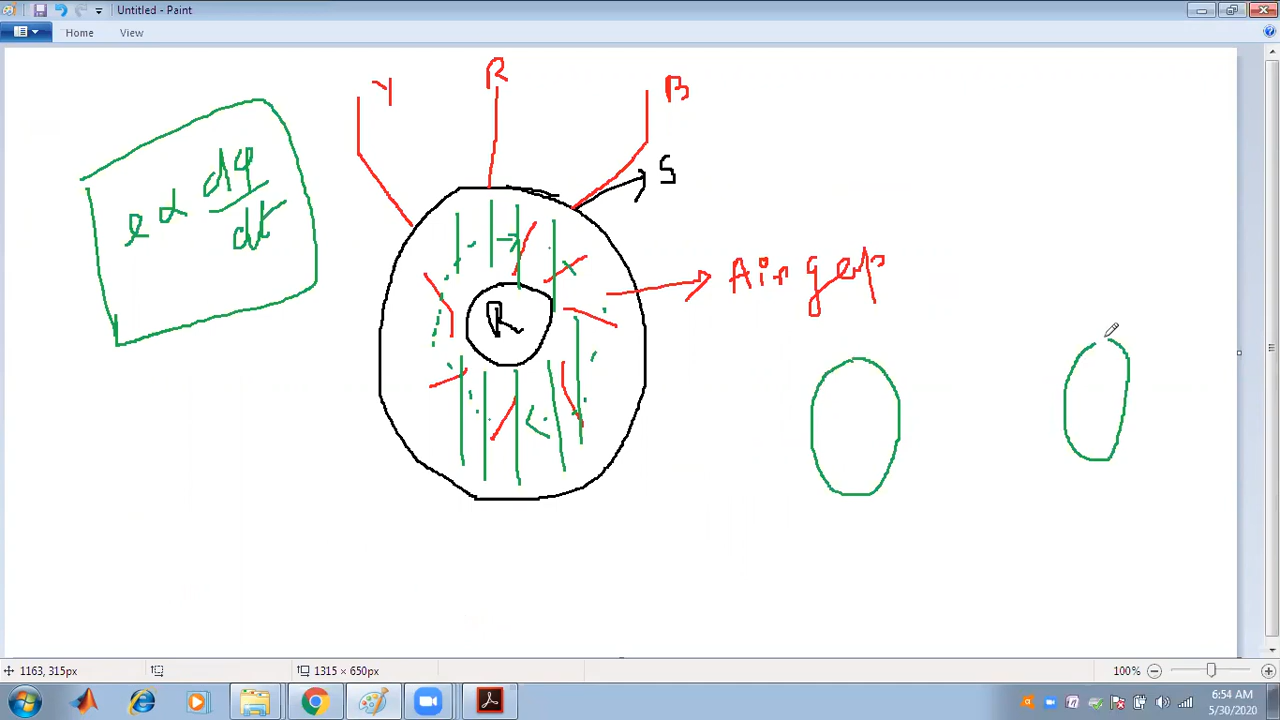 Untitled - Paint
Home View
Y R B
S
e ∝ dφ/dt
Air gap
R
1163, 315px
1315 × 650px
100%
6:54 AM
5/30/2020